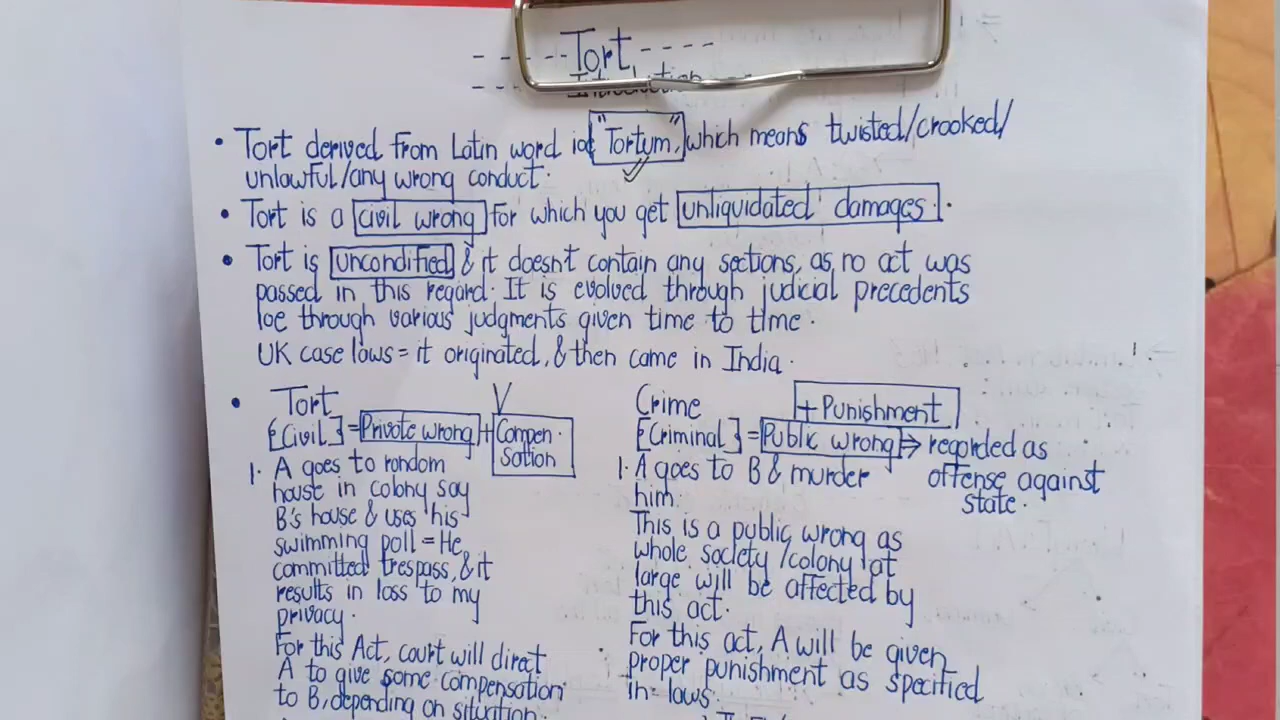 Tort
Introduction
• Tort derived from Latin word ie "Tortum", which means twisted/crooked/
unlawful/any wrong conduct.
• Tort is a civil wrong for which you get unliquidated damages.
• Tort is uncondified & it doesn't contain any sections, as no act was
passed in this regard. It is evolved through judicial precedents
ie through various judgments given time to time.
UK case laws = it originated, & then came in India.
• Tort V Crime + Punishment
[Civil] = Private wrong + Compen-
sation
[Criminal] = Public wrong → regarded as
offense against
state.
1. A goes to random
house in colony say
B's house & uses his
swimming poll = He
committed trespass, & it
results in loss to my
privacy.
For this Act, court will direct
A to give some compensation
to B, depending on situation.
1. A goes to B & murder
him.
This is a public wrong as
whole society/colony at
large will be affected by
this act.
For this act, A will be given
proper punishment as specified
in laws.